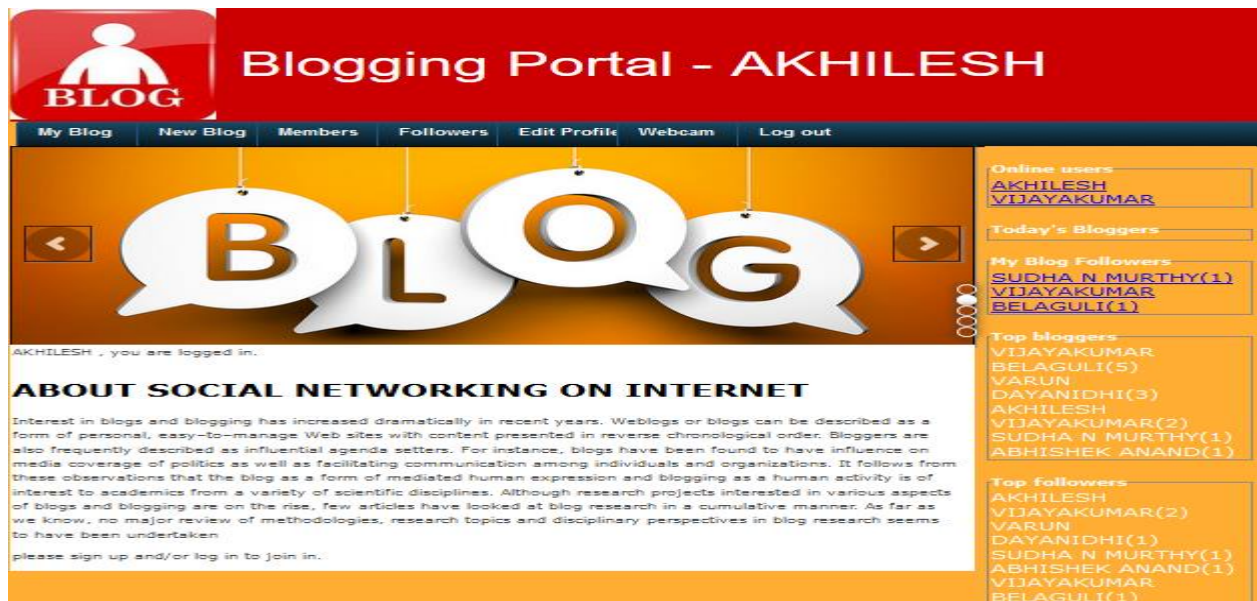 BLOG
Blogging Portal - AKHILESH
My Blog New Blog Members Followers Edit Profile Webcam Log out
BLOG
AKHILESH , you are logged in.
ABOUT SOCIAL NETWORKING ON INTERNET
Interest in blogs and blogging has increased dramatically in recent years. Weblogs or blogs can be described as a
form of personal, easy-to-manage Web sites with content presented in reverse chronological order. Bloggers are
also frequently described as influential agenda setters. For instance, blogs have been found to have influence on
media coverage of politics as well as facilitating communication among individuals and organizations. It follows from
these observations that the blog as a form of mediated human expression and blogging as a human activity is of
interest to academics from a variety of scientific disciplines. Although research projects interested in various aspects
of blogs and blogging are on the rise, few articles have looked at blog research in a cumulative manner. As far as
we know, no major review of methodologies, research topics and disciplinary perspectives in blog research seems
to have been undertaken
please sign up and/or log in to join in.
Online users
AKHILESH
VIJAYAKUMAR
Today's Bloggers
My Blog Followers
SUDHA N MURTHY(1)
VIJAYAKUMAR
BELAGULI(1)
Top bloggers
VIJAYAKUMAR
BELAGULI(5)
VARUN
DAYANIDHI(3)
AKHILESH
VIJAYAKUMAR(2)
SUDHA N MURTHY(1)
ABHISHEK ANAND(1)
Top followers
AKHILESH
VIJAYAKUMAR(2)
VARUN
DAYANIDHI(1)
SUDHA N MURTHY(1)
ABHISHEK ANAND(1)
VIJAYAKUMAR
BELAGULI(1)